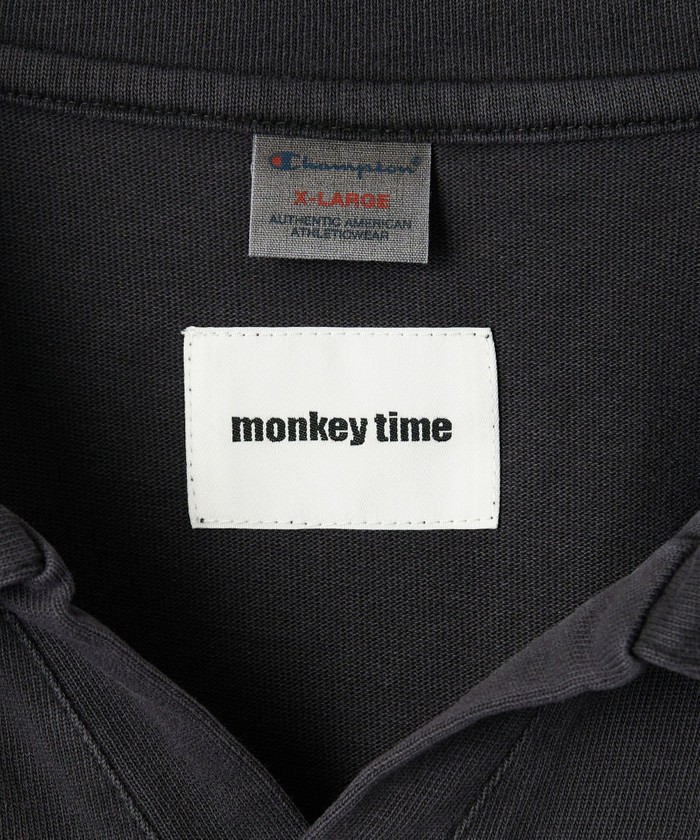 Champion
X-LARGE
AUTHENTIC AMERICAN
ATHLETICWEAR
monkey time